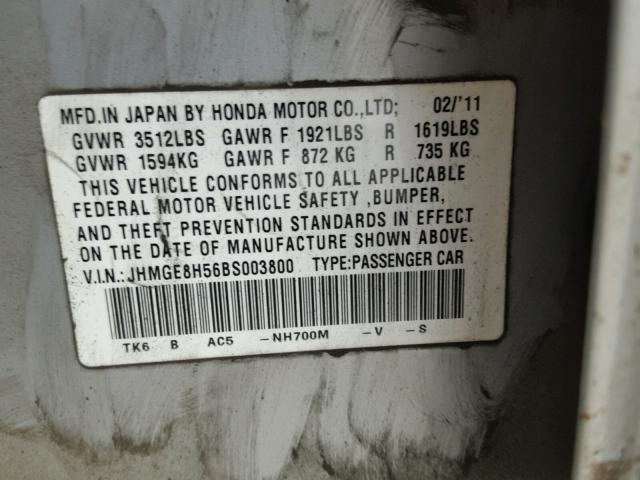 MFD.IN JAPAN BY HONDA MOTOR CO.,LTD; 02/'11
GVWR 3512LBS GAWR F 1921LBS R 1619LBS
GVWR 1594KG GAWR F 872 KG R 735 KG
THIS VEHICLE CONFORMS TO ALL APPLICABLE
FEDERAL MOTOR VEHICLE SAFETY ,BUMPER,
AND THEFT PREVENTION STANDARDS IN EFFECT
ON THE DATE OF MANUFACTURE SHOWN ABOVE.
V.I.N.:JHMGE8H56BS003800 TYPE:PASSENGER CAR
TK6 B AC5 -NH700M -V -S